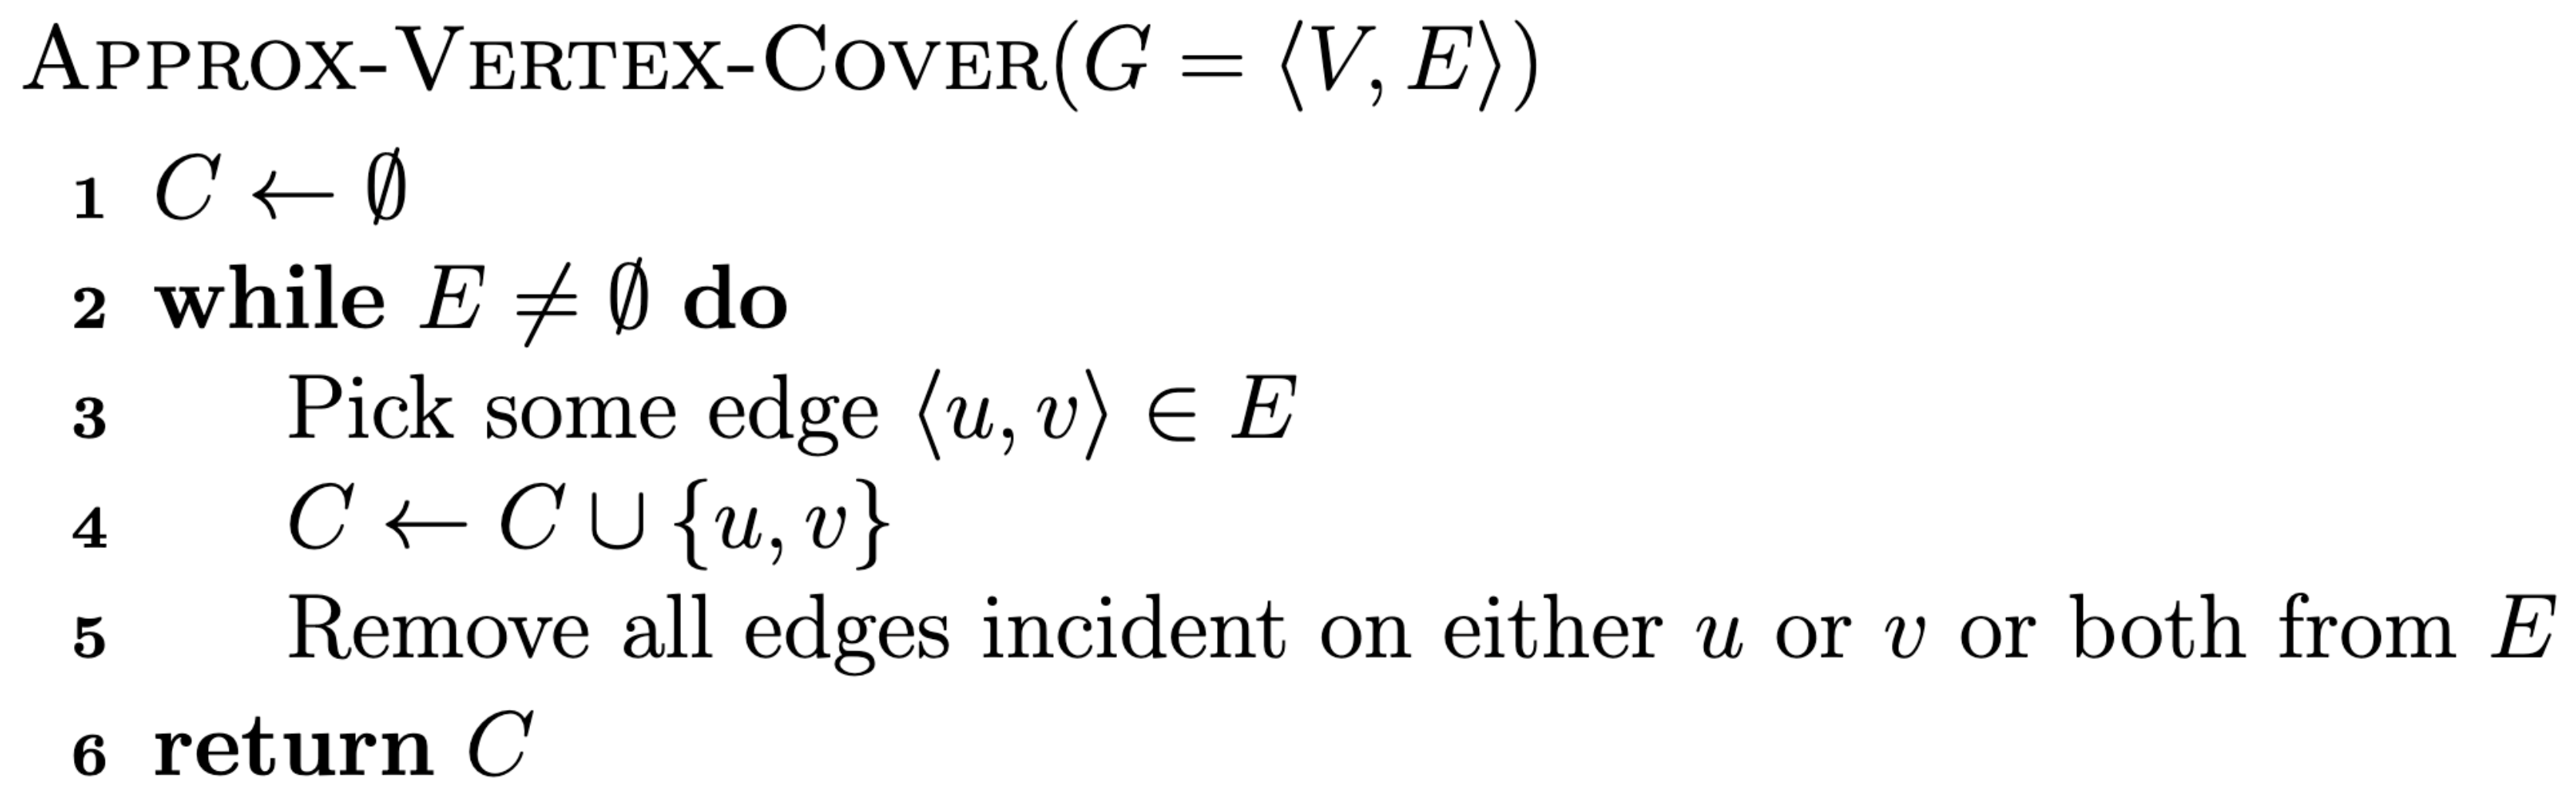 APPROX-VERTEX-COVER(G = ⟨V, E⟩)
1 C ← ∅
2 while E ≠ ∅ do
3 Pick some edge ⟨u, v⟩ ∈ E
4 C ← C ∪ {u, v}
5 Remove all edges incident on either u or v or both from E
6 return C